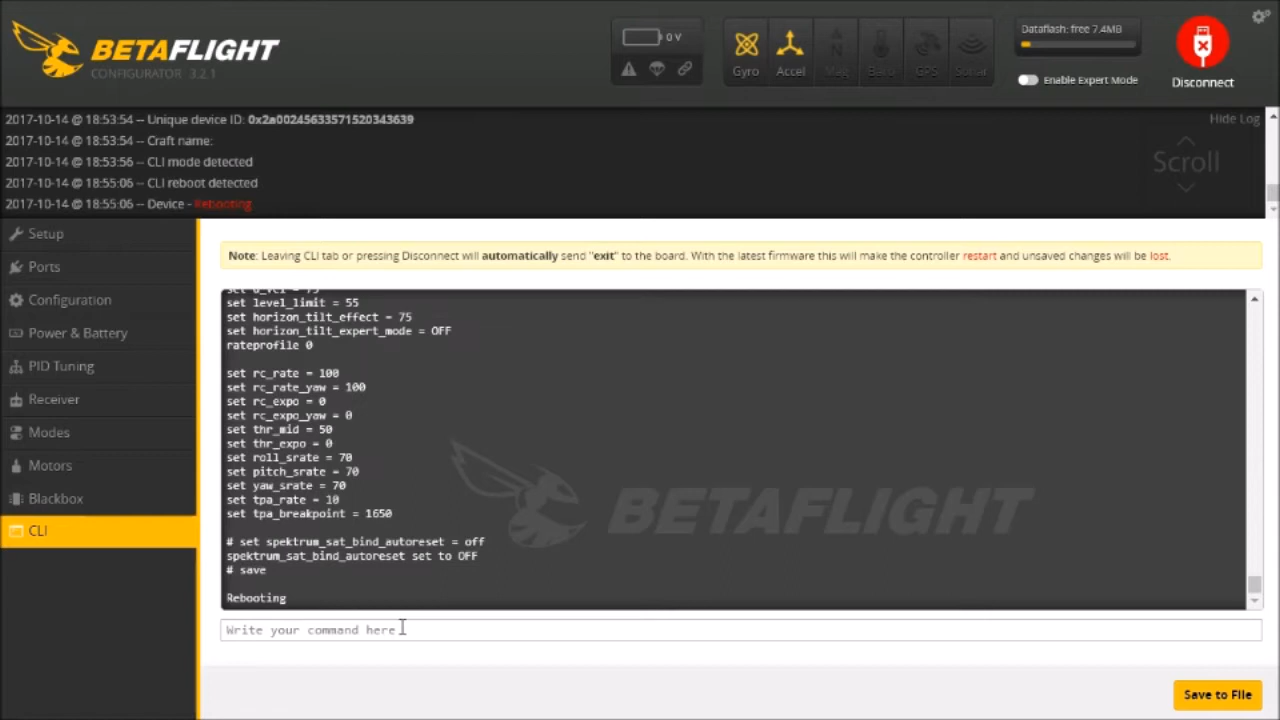 BETAFLIGHT
CONFIGURATOR 3.2.1
0 V
Gyro
Accel
Mag
Baro
GPS
Sonar
Dataflash: free 7.4MB
Enable Expert Mode
Disconnect
2017-10-14 @ 18:53:54 -- Unique device ID: 0x2a002456335715203​43639
2017-10-14 @ 18:53:54 -- Craft name:
2017-10-14 @ 18:53:56 -- CLI mode detected
2017-10-14 @ 18:55:06 -- CLI reboot detected
2017-10-14 @ 18:55:06 -- Device - Rebooting
Hide Log
Scroll
Setup
Ports
Configuration
Power & Battery
PID Tuning
Receiver
Modes
Motors
Blackbox
CLI
Note: Leaving CLI tab or pressing Disconnect will automatically send "exit" to the board. With the latest firmware this will make the controller restart and unsaved changes will be lost.
set d_vel = 75
set level_limit = 55
set horizon_tilt_effect = 75
set horizon_tilt_expert_mode = OFF
rateprofile 0
set rc_rate = 100
set rc_rate_yaw = 100
set rc_expo = 0
set rc_expo_yaw = 0
set thr_mid = 50
set thr_expo = 0
set roll_srate = 70
set pitch_srate = 70
set yaw_srate = 70
set tpa_rate = 10
set tpa_breakpoint = 1650
# set spektrum_sat_bind_autoreset = off
spektrum_sat_bind_autoreset set to OFF
# save
Rebooting
BETAFLIGHT
Write your command here
Save to File